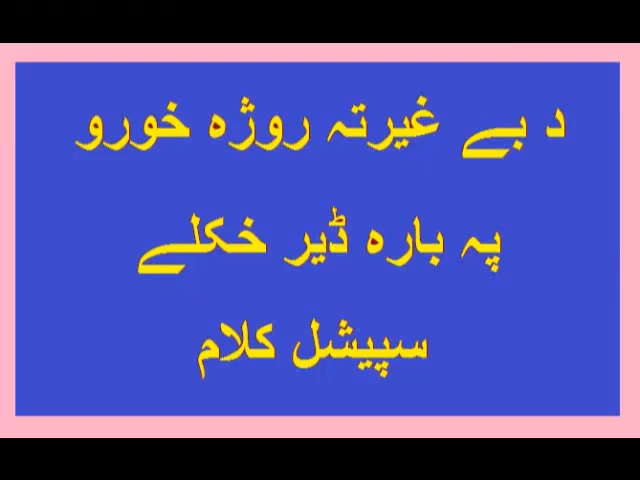 د بے غیرتہ روژہ خورو
پہ بارہ ڈیر خکلے
سپیشل کلام